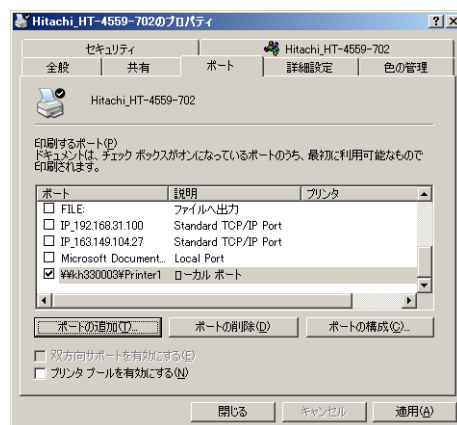 Hitachi_HT-4559-702のプロパティ
セキュリティ
Hitachi_HT-4559-702
全般
共有
ポート
詳細設定
色の管理
Hitachi_HT-4559-702
印刷するポート(P)
ドキュメントは、チェック ボックスがオンになっているポートのうち、最初に利用可能なもので
印刷されます。
ポート 説明 プリンタ
FILE: ファイルへ出力
IP_192.168.31.100 Standard TCP/IP Port
IP_163.149.104.27 Standard TCP/IP Port
Microsoft Document... Local Port
¥¥kh330003¥Printer1 ローカル ポート
ポートの追加(T)...
ポートの削除(D)
ポートの構成(C)...
双方向サポートを有効にする(E)
プリンタ プールを有効にする(N)
閉じる
キャンセル
適用(A)